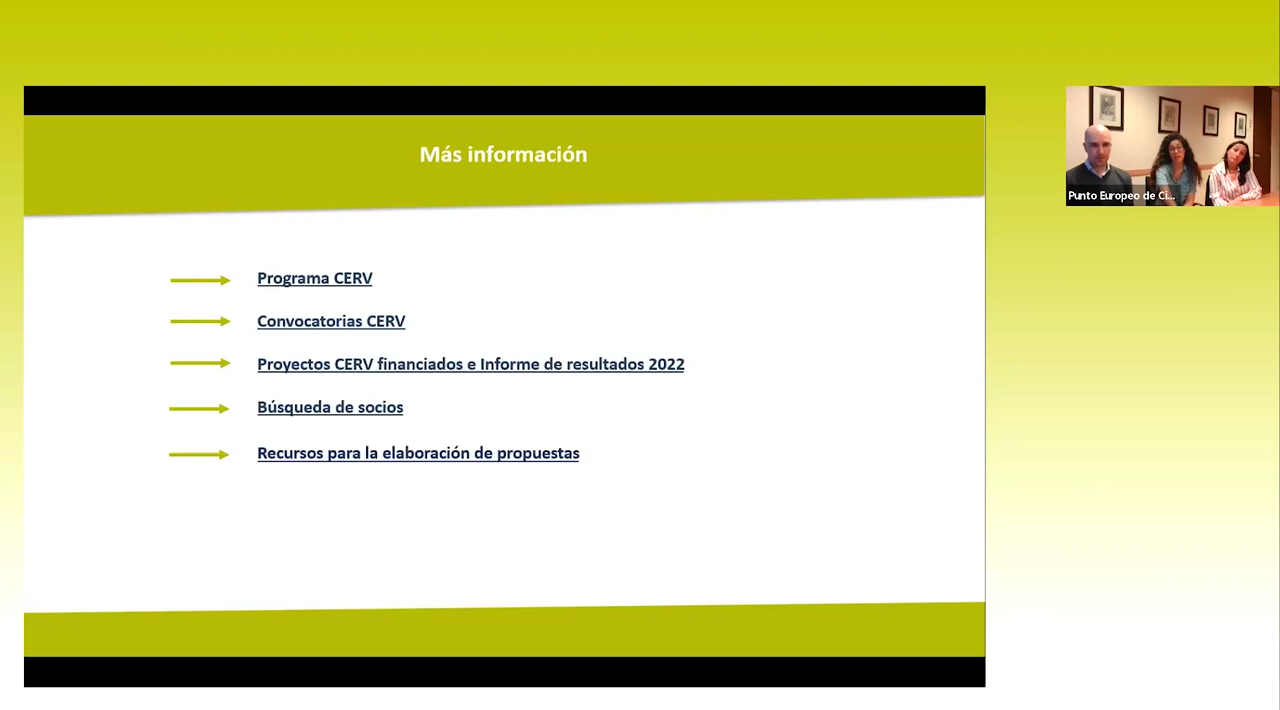 Más información
Programa CERV
Convocatorias CERV
Proyectos CERV financiados e Informe de resultados 2022
Búsqueda de socios
Recursos para la elaboración de propuestas
Punto Europeo de Ci...